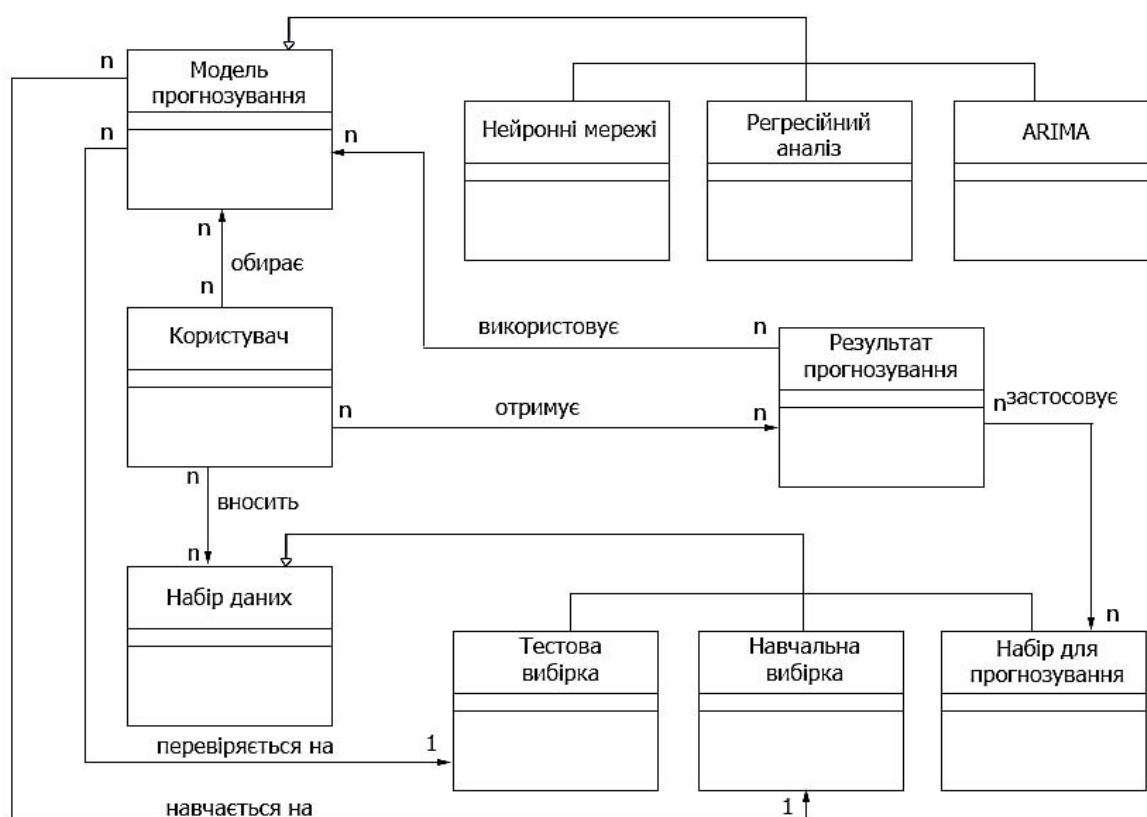 n
Модель
прогнозування
n
n
Нейронні мережі
Регресійний
аналіз
ARIMA
n
обирає
n
Користувач
використовує
n
Результат
прогнозування
n
отримує
n
n
застосовує
n
вносить
n
Набір даних
n
Тестова
вибірка
Навчальна
вибірка
Набір для
прогнозування
перевіряється на
1
навчається на
1